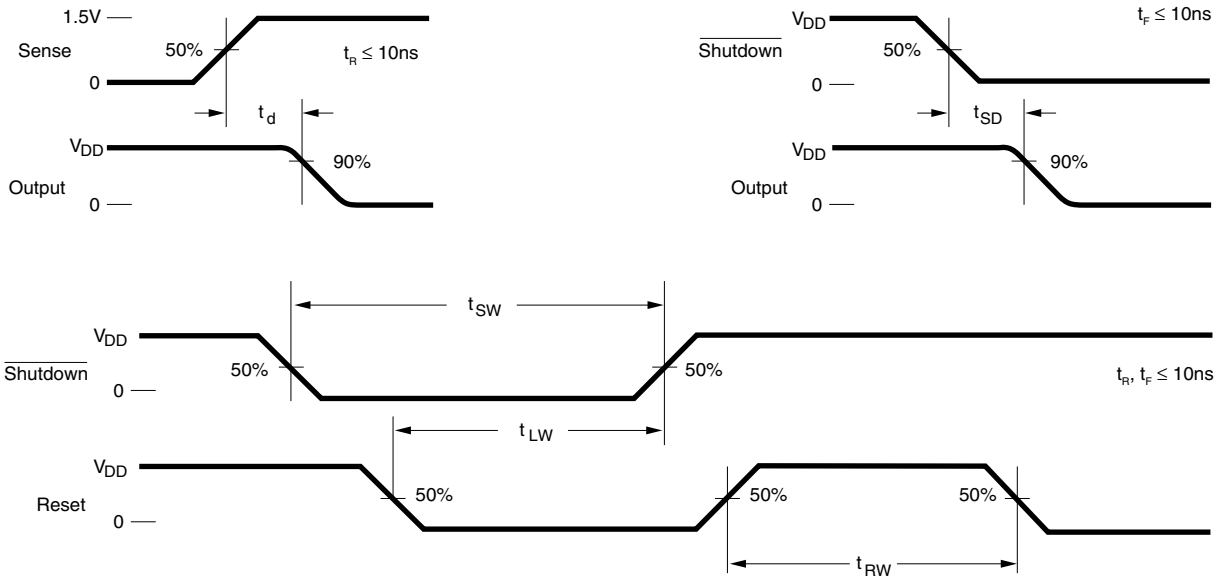 1.5V
Sense
50%
t_R ≤ 10ns
0
t_d
V_DD
90%
Output
0
V_DD
t_F ≤ 10ns
Shutdown
50%
0
t_SD
V_DD
90%
Output
0
t_SW
V_DD
50%
50%
Shutdown
t_R, t_F ≤ 10ns
0
t_LW
V_DD
50%
50%
50%
Reset
0
t_RW